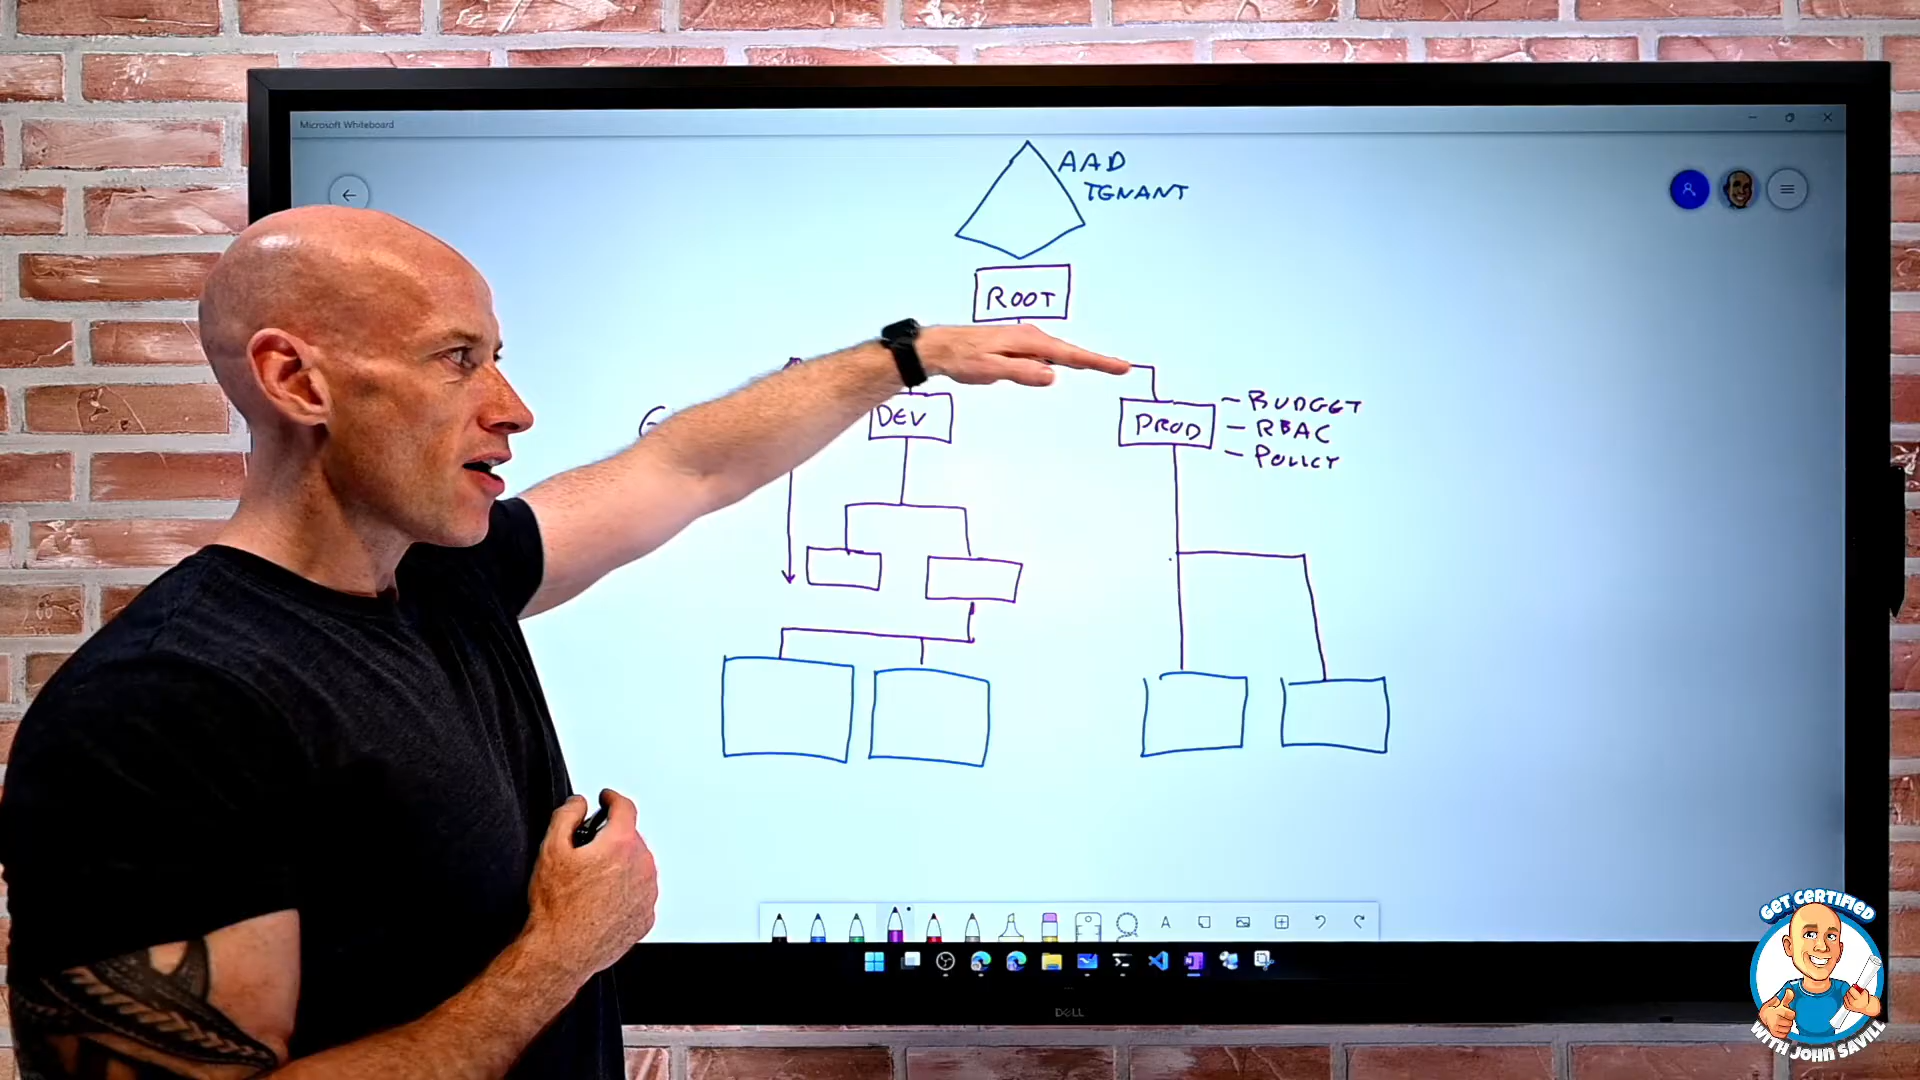 Microsoft Whiteboard
AAD
TENANT
ROOT
DEV
PROD
- BUDGET
- RBAC
- POLICY
A
DELL
GET CERTIFIED
WITH JOHN SAVILL